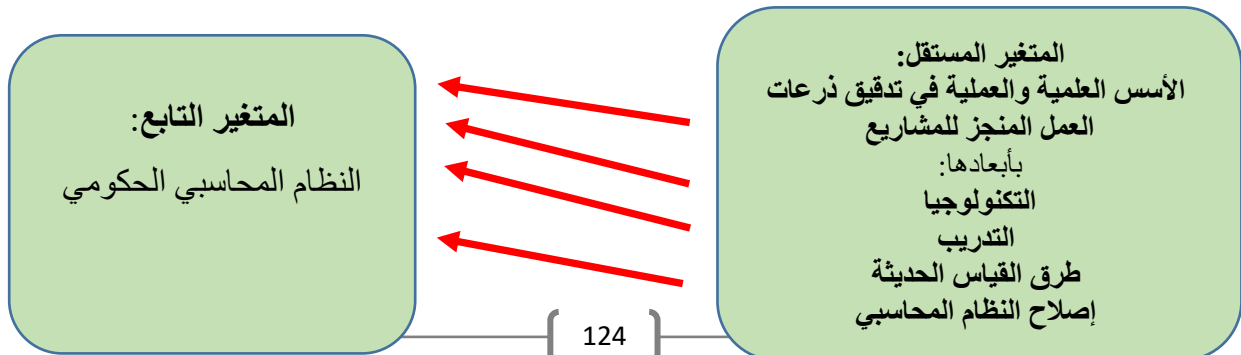 المتغير المستقل:
الأسس العلمية والعملية في تدقيق ذرعات
العمل المنجز للمشاريع
بأبعادها:
التكنولوجيا
التدريب
طرق القياس الحديثة
إصلاح النظام المحاسبي
المتغير التابع:
النظام المحاسبي الحكومي
124